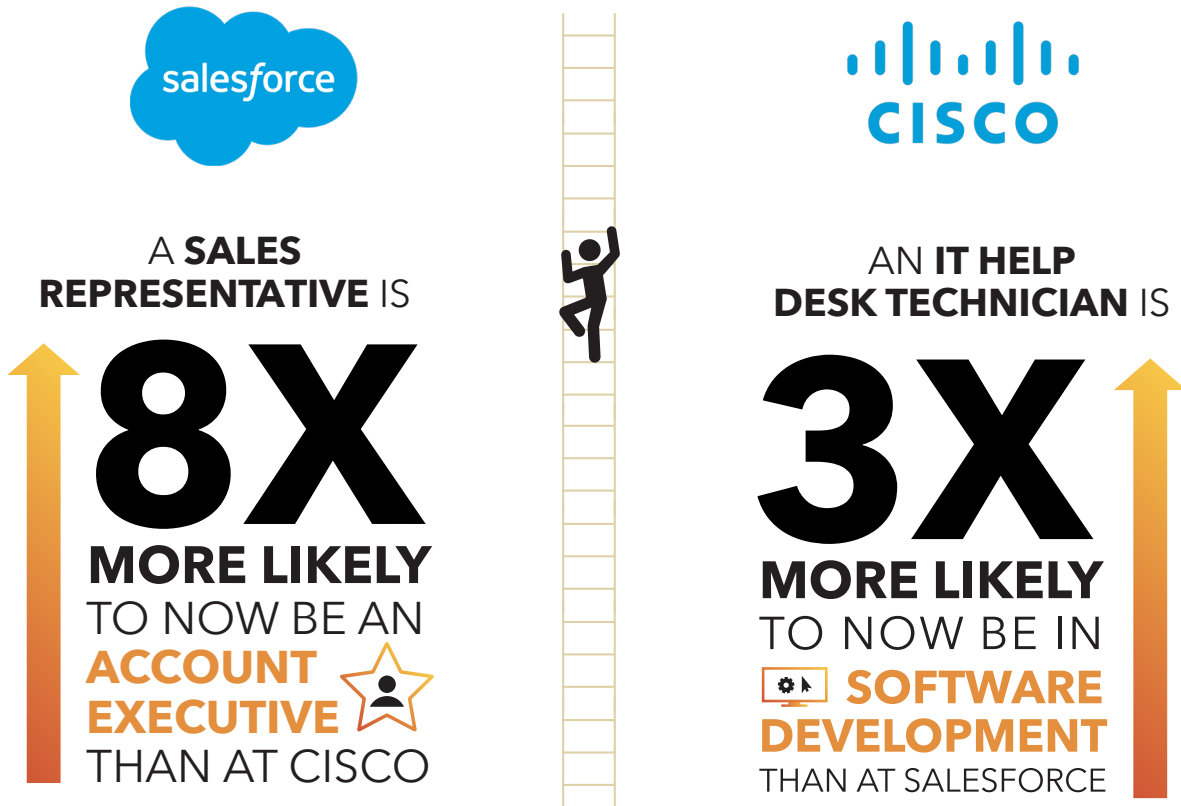 salesforce
A SALES
REPRESENTATIVE IS
8X
MORE LIKELY
TO NOW BE AN
ACCOUNT
EXECUTIVE
THAN AT CISCO
CISCO
AN IT HELP
DESK TECHNICIAN IS
3X
MORE LIKELY
TO NOW BE IN
SOFTWARE
DEVELOPMENT
THAN AT SALESFORCE